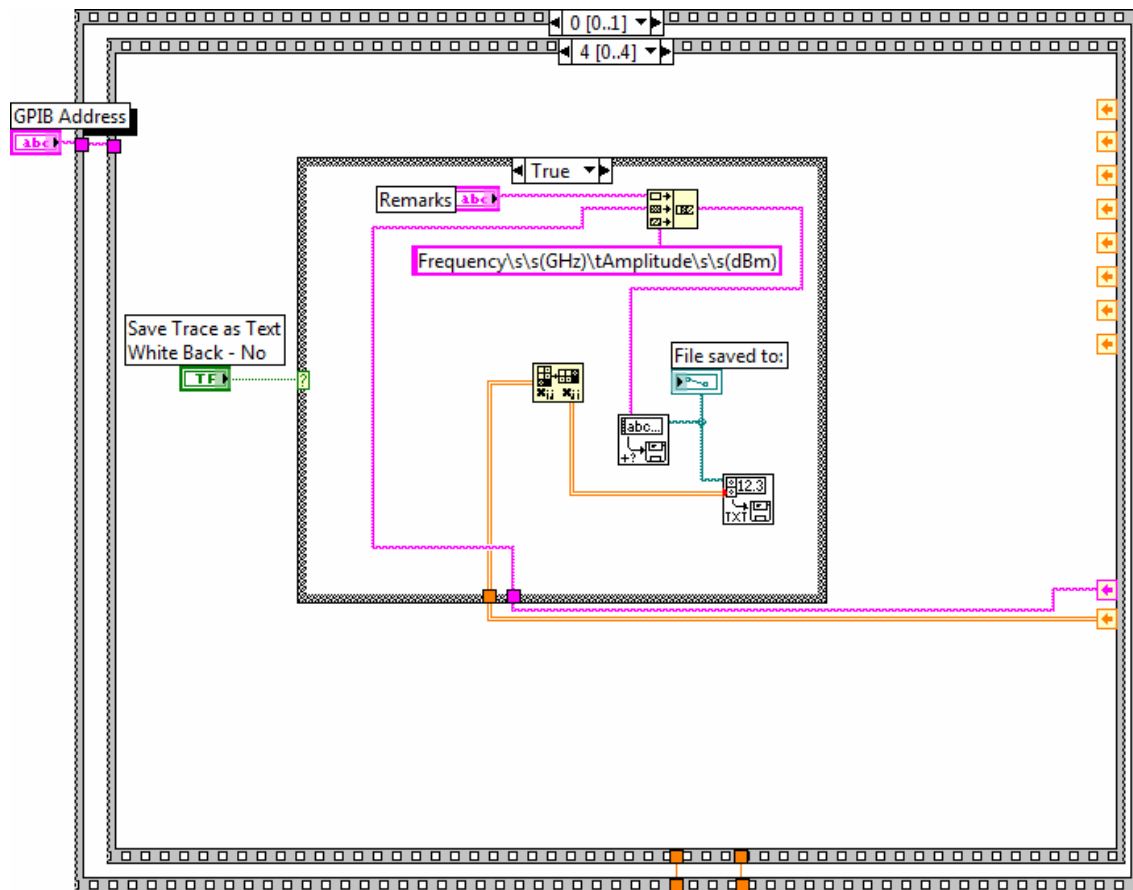 0 [0..1]
4 [0..4]
GPIB Address
abc
True
Remarks
abc
Frequency\s\s(GHz)\tAmplitude\s\s(dBm)
Save Trace as Text
White Back - No
TF
?
File saved to:
abc...
+?
12.3
TXT